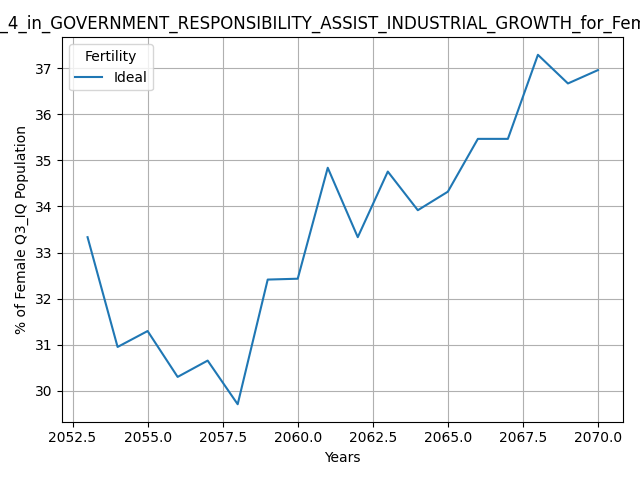 _4_in_GOVERNMENT_RESPONSIBILITY_ASSIST_INDUSTRIAL_GROWTH_for_Fem
Fertility
Ideal
37
36
35
34
33
32
31
30
% of Female Q3_IQ Population
2052.5 2055.0 2057.5 2060.0 2062.5 2065.0 2067.5 2070.0
Years